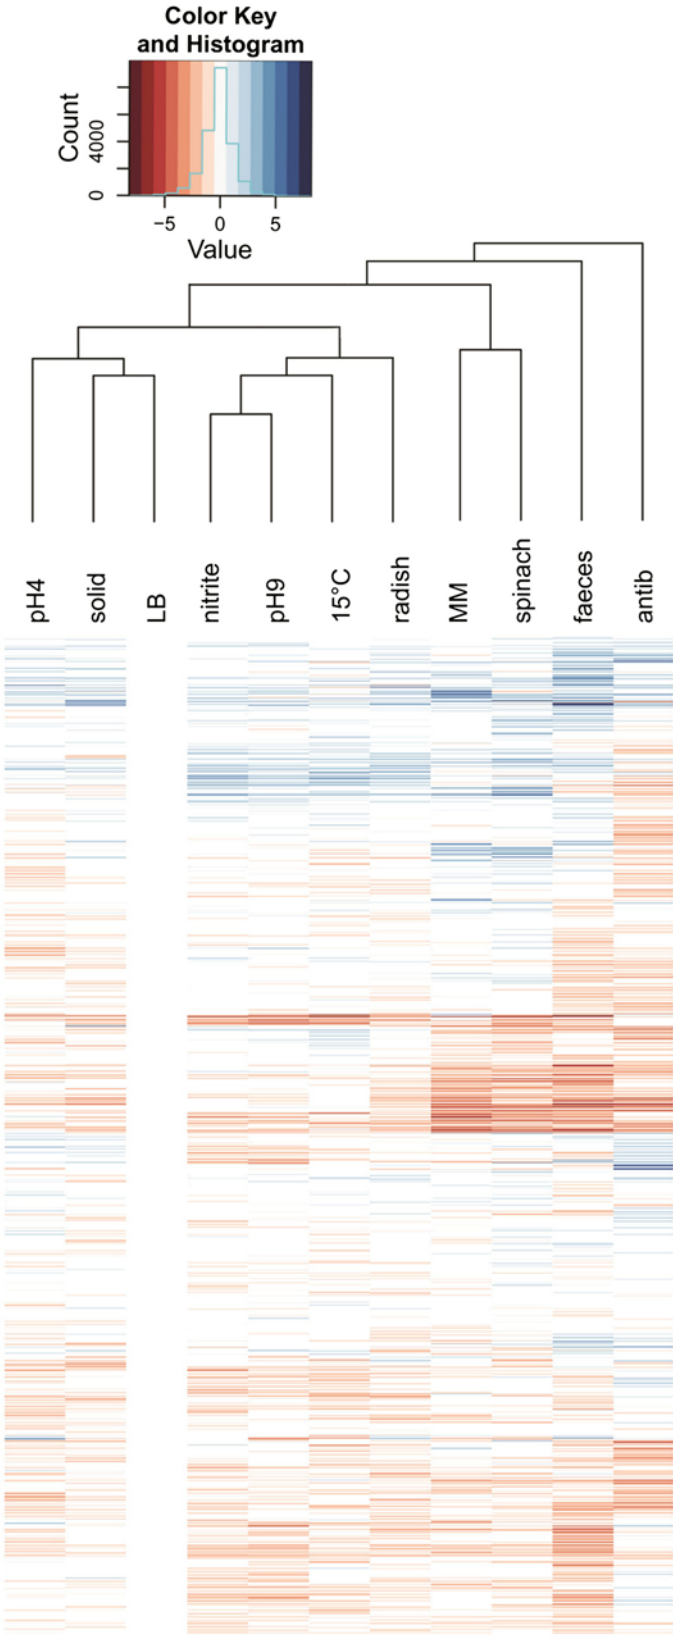 Color Key
and Histogram
Count
0 4000
−5 0 5
Value
pH4 solid LB nitrite pH9 15°C radish MM spinach faeces antib